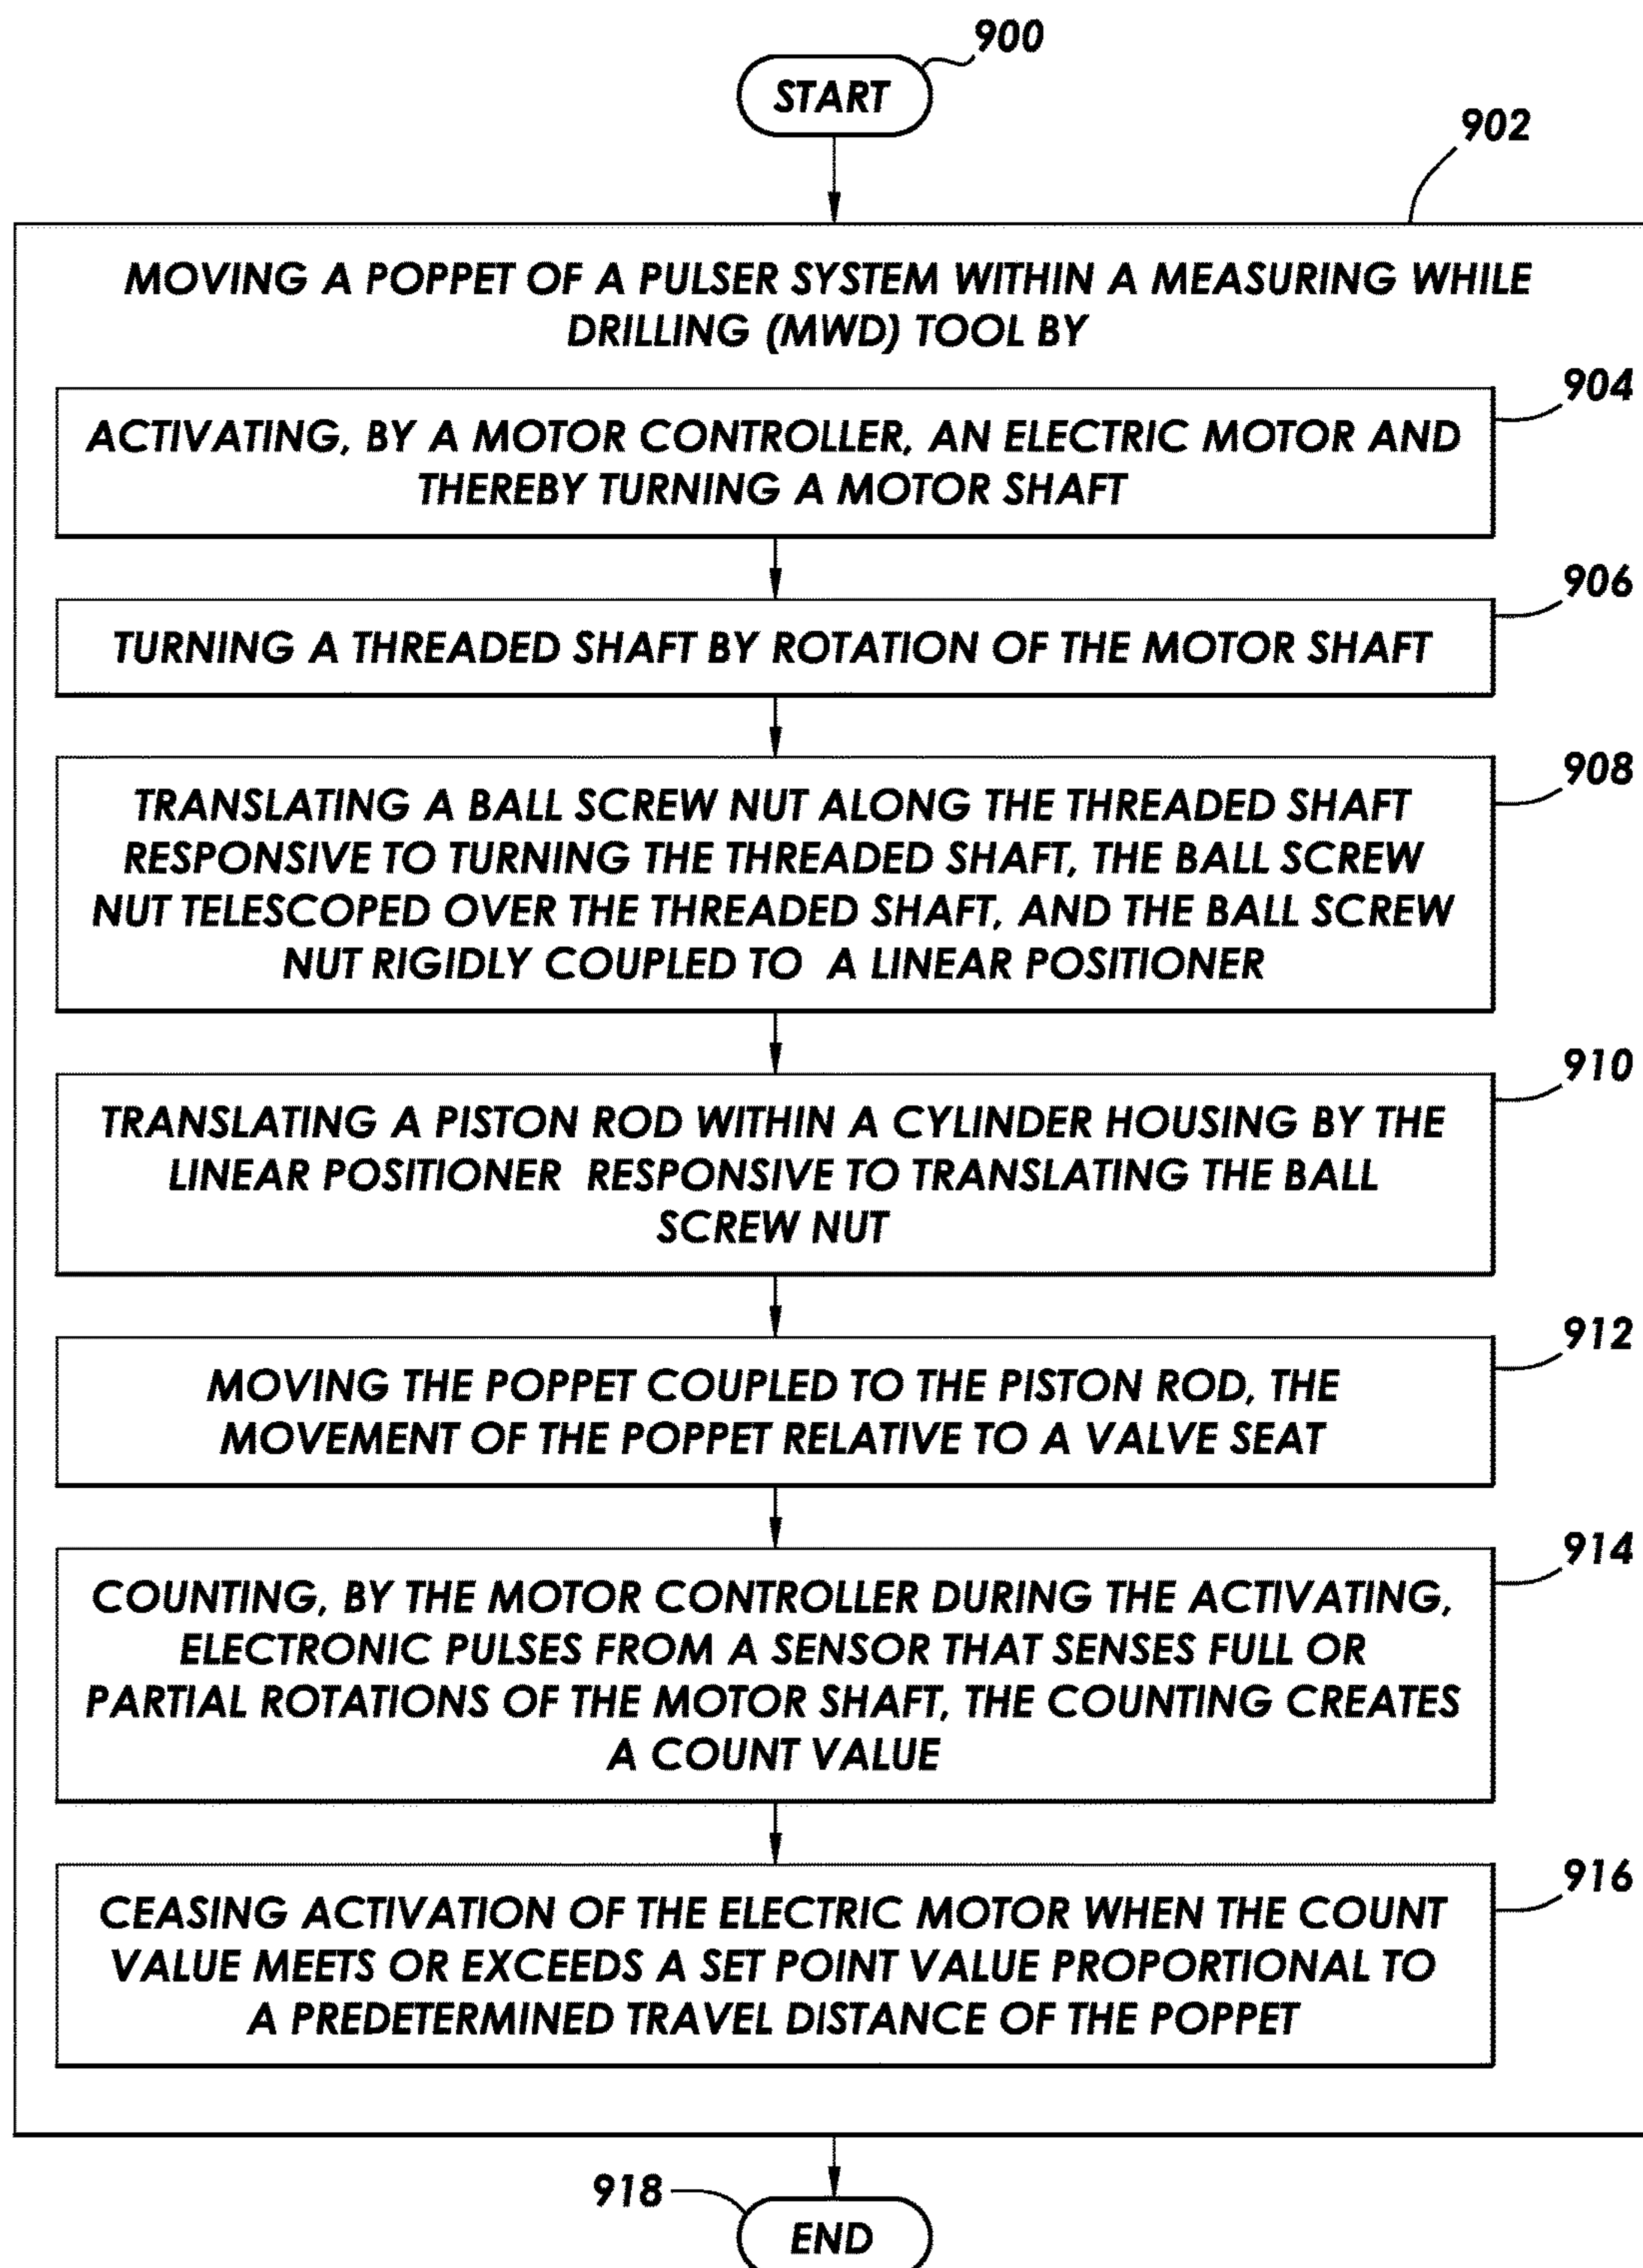 900
START
902
MOVING A POPPET OF A PULSER SYSTEM WITHIN A MEASURING WHILE
DRILLING (MWD) TOOL BY
904
ACTIVATING, BY A MOTOR CONTROLLER, AN ELECTRIC MOTOR AND
THEREBY TURNING A MOTOR SHAFT
906
TURNING A THREADED SHAFT BY ROTATION OF THE MOTOR SHAFT
908
TRANSLATING A BALL SCREW NUT ALONG THE THREADED SHAFT
RESPONSIVE TO TURNING THE THREADED SHAFT, THE BALL SCREW
NUT TELESCOPED OVER THE THREADED SHAFT, AND THE BALL SCREW
NUT RIGIDLY COUPLED TO A LINEAR POSITIONER
910
TRANSLATING A PISTON ROD WITHIN A CYLINDER HOUSING BY THE
LINEAR POSITIONER RESPONSIVE TO TRANSLATING THE BALL
SCREW NUT
912
MOVING THE POPPET COUPLED TO THE PISTON ROD, THE
MOVEMENT OF THE POPPET RELATIVE TO A VALVE SEAT
914
COUNTING, BY THE MOTOR CONTROLLER DURING THE ACTIVATING,
ELECTRONIC PULSES FROM A SENSOR THAT SENSES FULL OR
PARTIAL ROTATIONS OF THE MOTOR SHAFT, THE COUNTING CREATES
A COUNT VALUE
916
CEASING ACTIVATION OF THE ELECTRIC MOTOR WHEN THE COUNT
VALUE MEETS OR EXCEEDS A SET POINT VALUE PROPORTIONAL TO
A PREDETERMINED TRAVEL DISTANCE OF THE POPPET
918
END